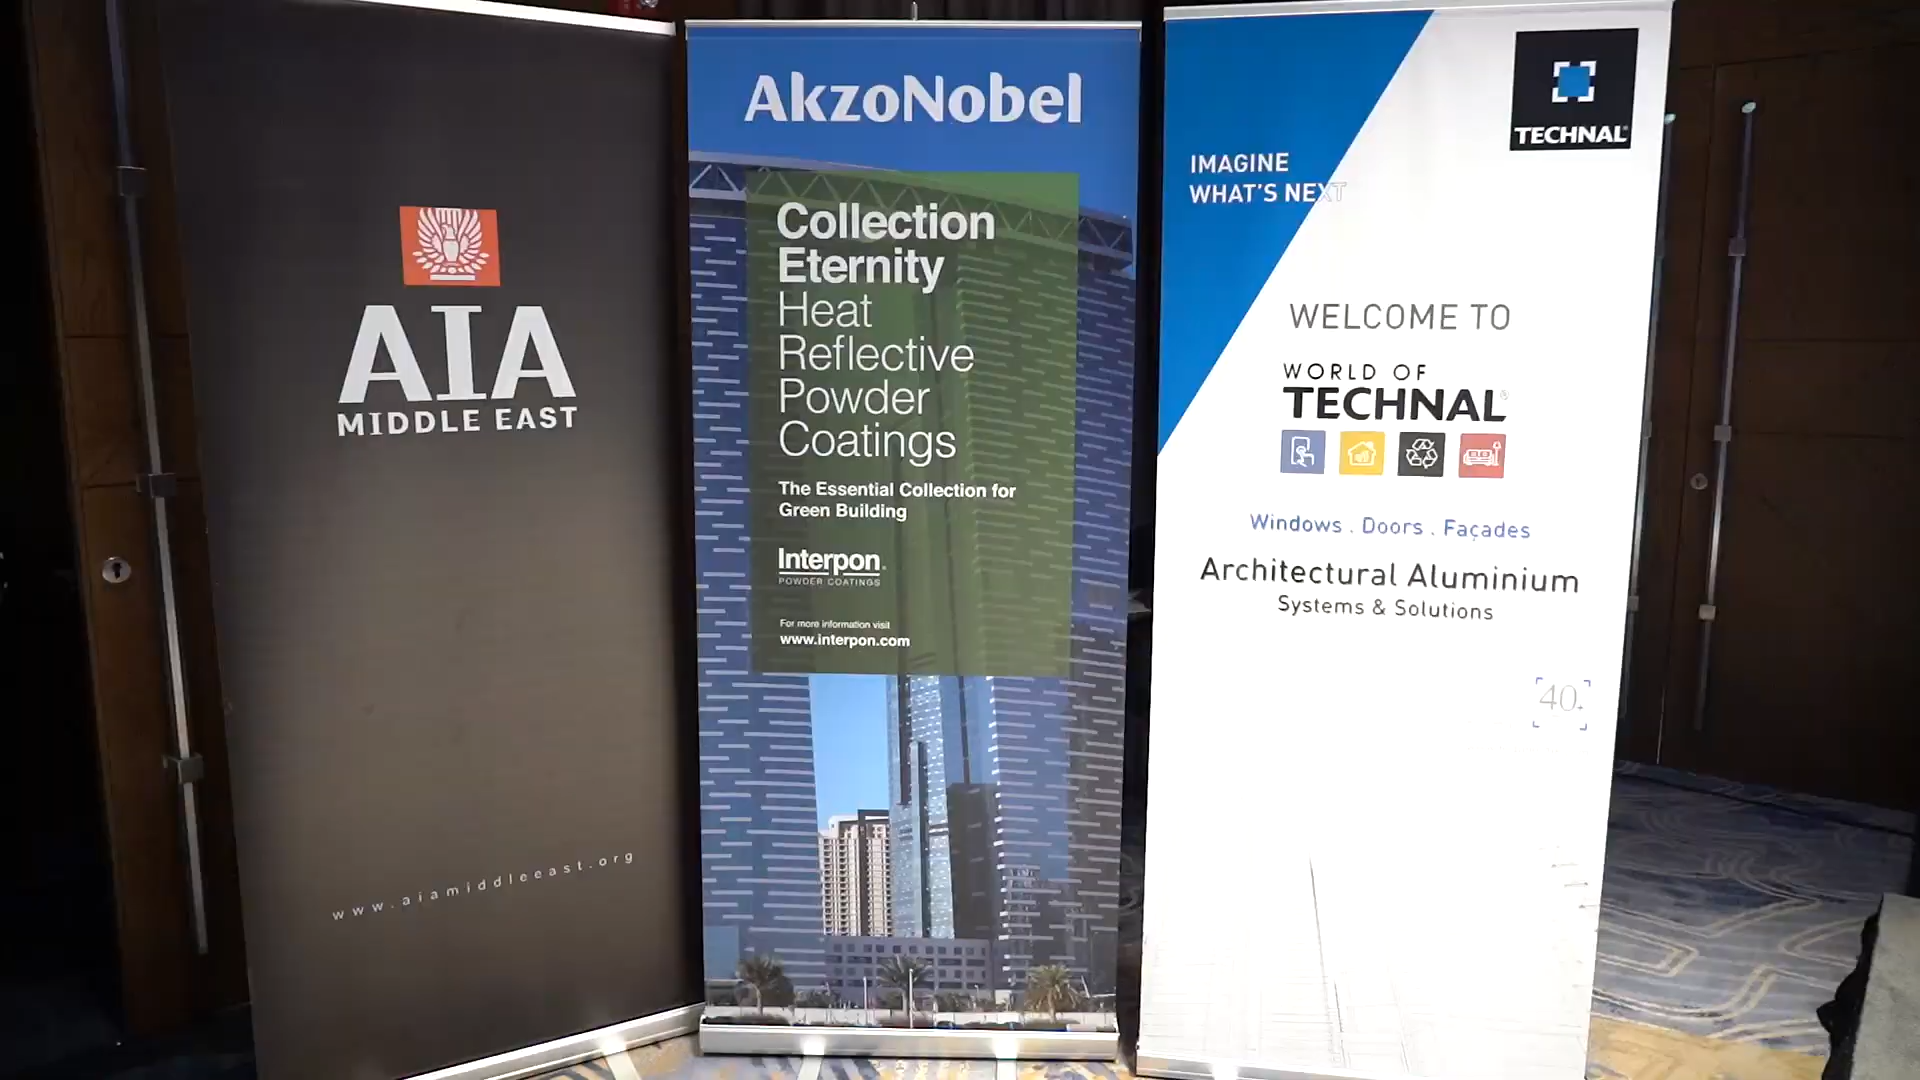 AIA
MIDDLE EAST
www.aiamiddleeast.org
AkzoNobel
Collection
Eternity
Heat
Reflective
Powder
Coatings
The Essential Collection for
Green Building
Interpon®
POWDER COATINGS
For more information visit
www.interpon.com
TECHNAL®
IMAGINE
WHAT'S NEXT
WELCOME TO
WORLD OF
TECHNAL®
Windows . Doors . Façades
Architectural Aluminium
Systems & Solutions
40.